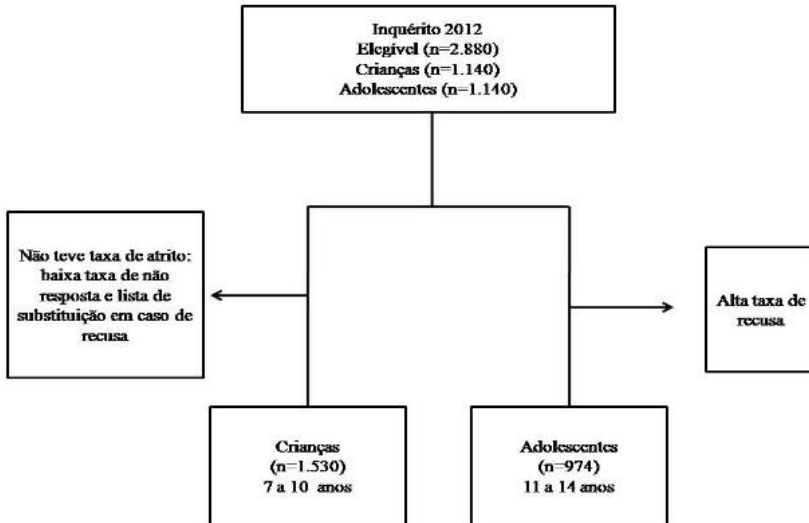 Inquérito 2012
Elegível (n=2.880)
Crianças (n=1.140)
Adolescentes (n=1.140)
Não teve taxa de atrito:
baixa taxa de não
resposta e lista de
substituição em caso de
recusa
Alta taxa de
recusa
Crianças
(n=1.530)
7 a 10 anos
Adolescentes
(n=974)
11 a 14 anos